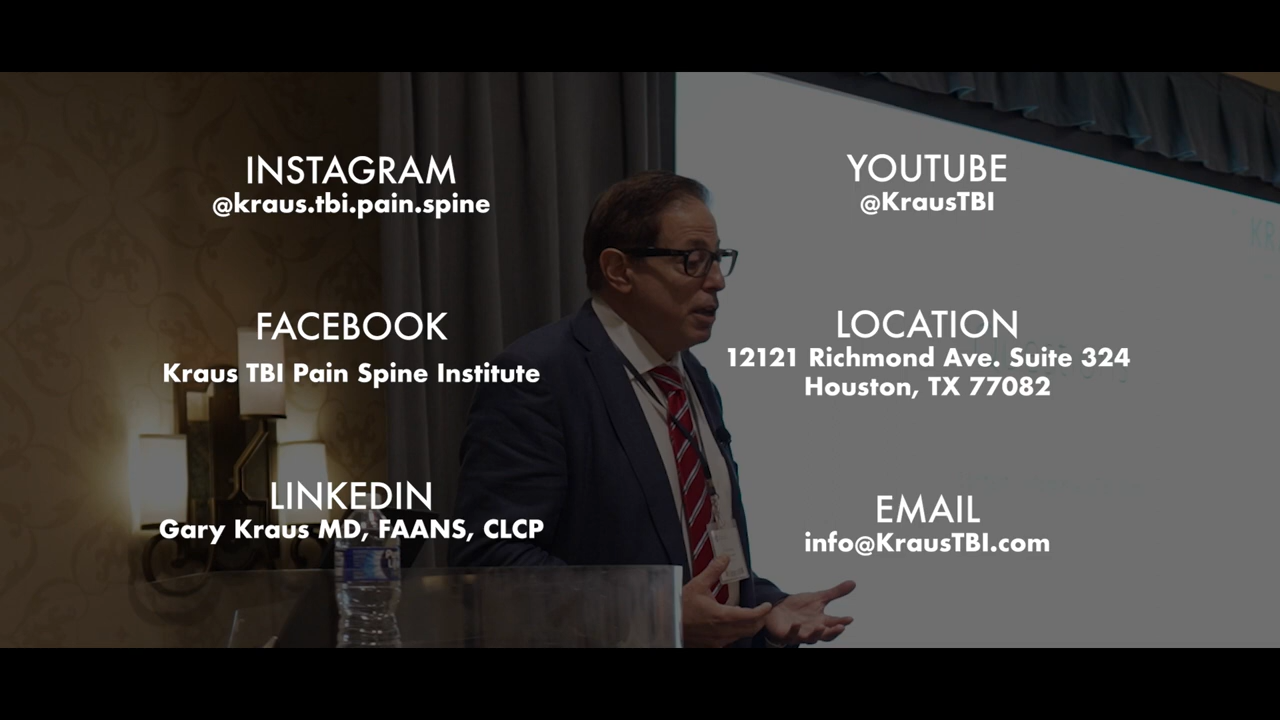 INSTAGRAM
@kraus.tbi.pain.spine
FACEBOOK
Kraus TBI Pain Spine Institute
LINKEDIN
Gary Kraus MD, FAANS, CLCP
YOUTUBE
@KrausTBI
LOCATION
12121 Richmond Ave. Suite 324
Houston, TX 77082
EMAIL
info@KrausTBI.com